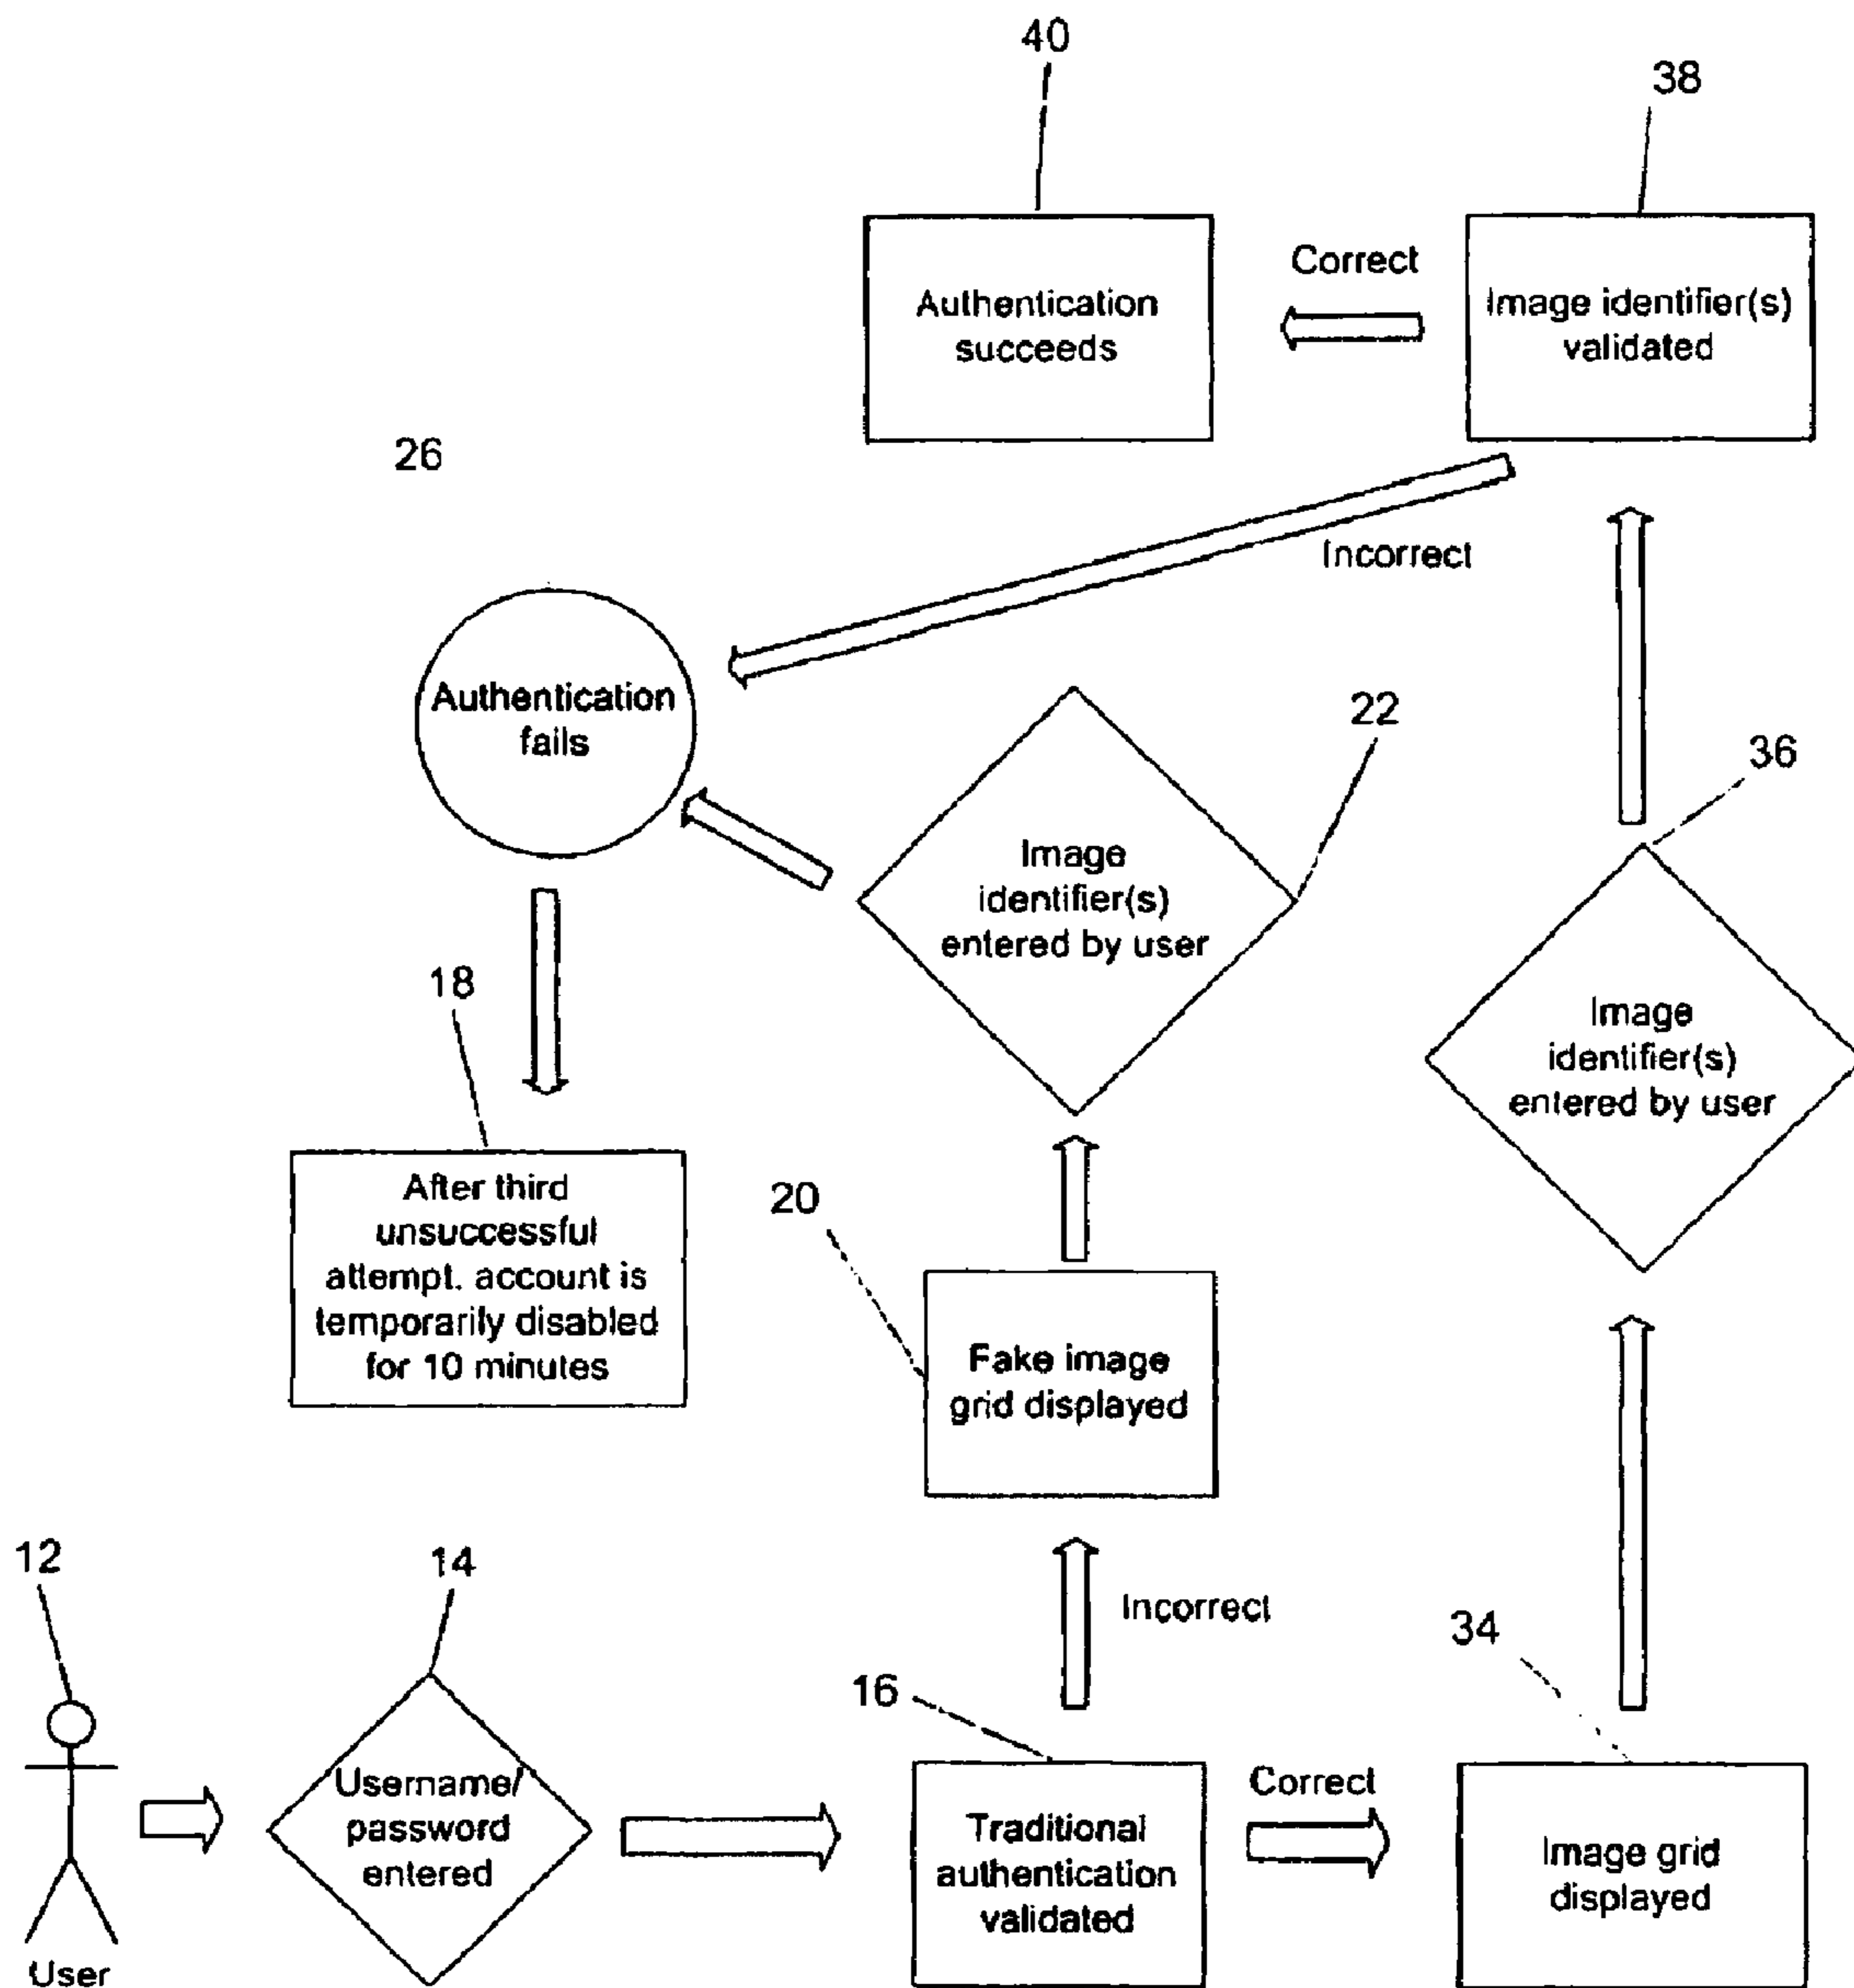 40
38
Authentication
succeeds
Correct
Image identifier(s)
validated
26
Incorrect
Authentication
fails
22
36
Image
identifier(s)
entered by user
18
Image
identifier(s)
entered by user
After third
unsuccessful
attempt. account is
temporarily disabled
for 10 minutes
20
Fake image
grid displayed
12
14
Incorrect
34
16
Username/
password
entered
Traditional
authentication
validated
Correct
Image grid
displayed
User